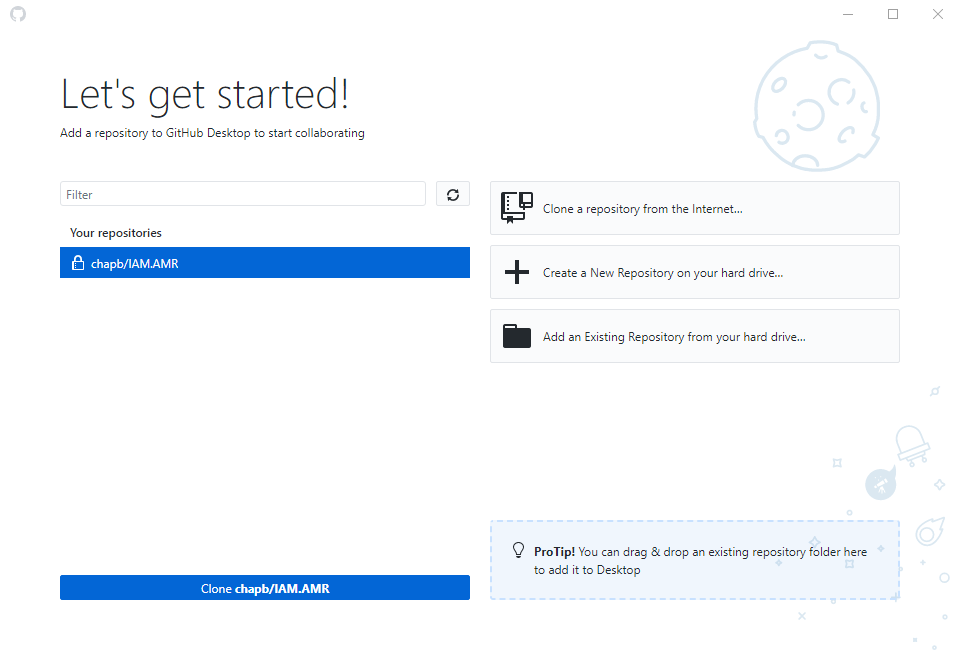 Let's get started!
Add a repository to GitHub Desktop to start collaborating
Filter
Your repositories
chapb/IAM.AMR
Clone chapb/IAM.AMR
Clone a repository from the Internet...
Create a New Repository on your hard drive...
Add an Existing Repository from your hard drive...
ProTip! You can drag & drop an existing repository folder here
to add it to Desktop